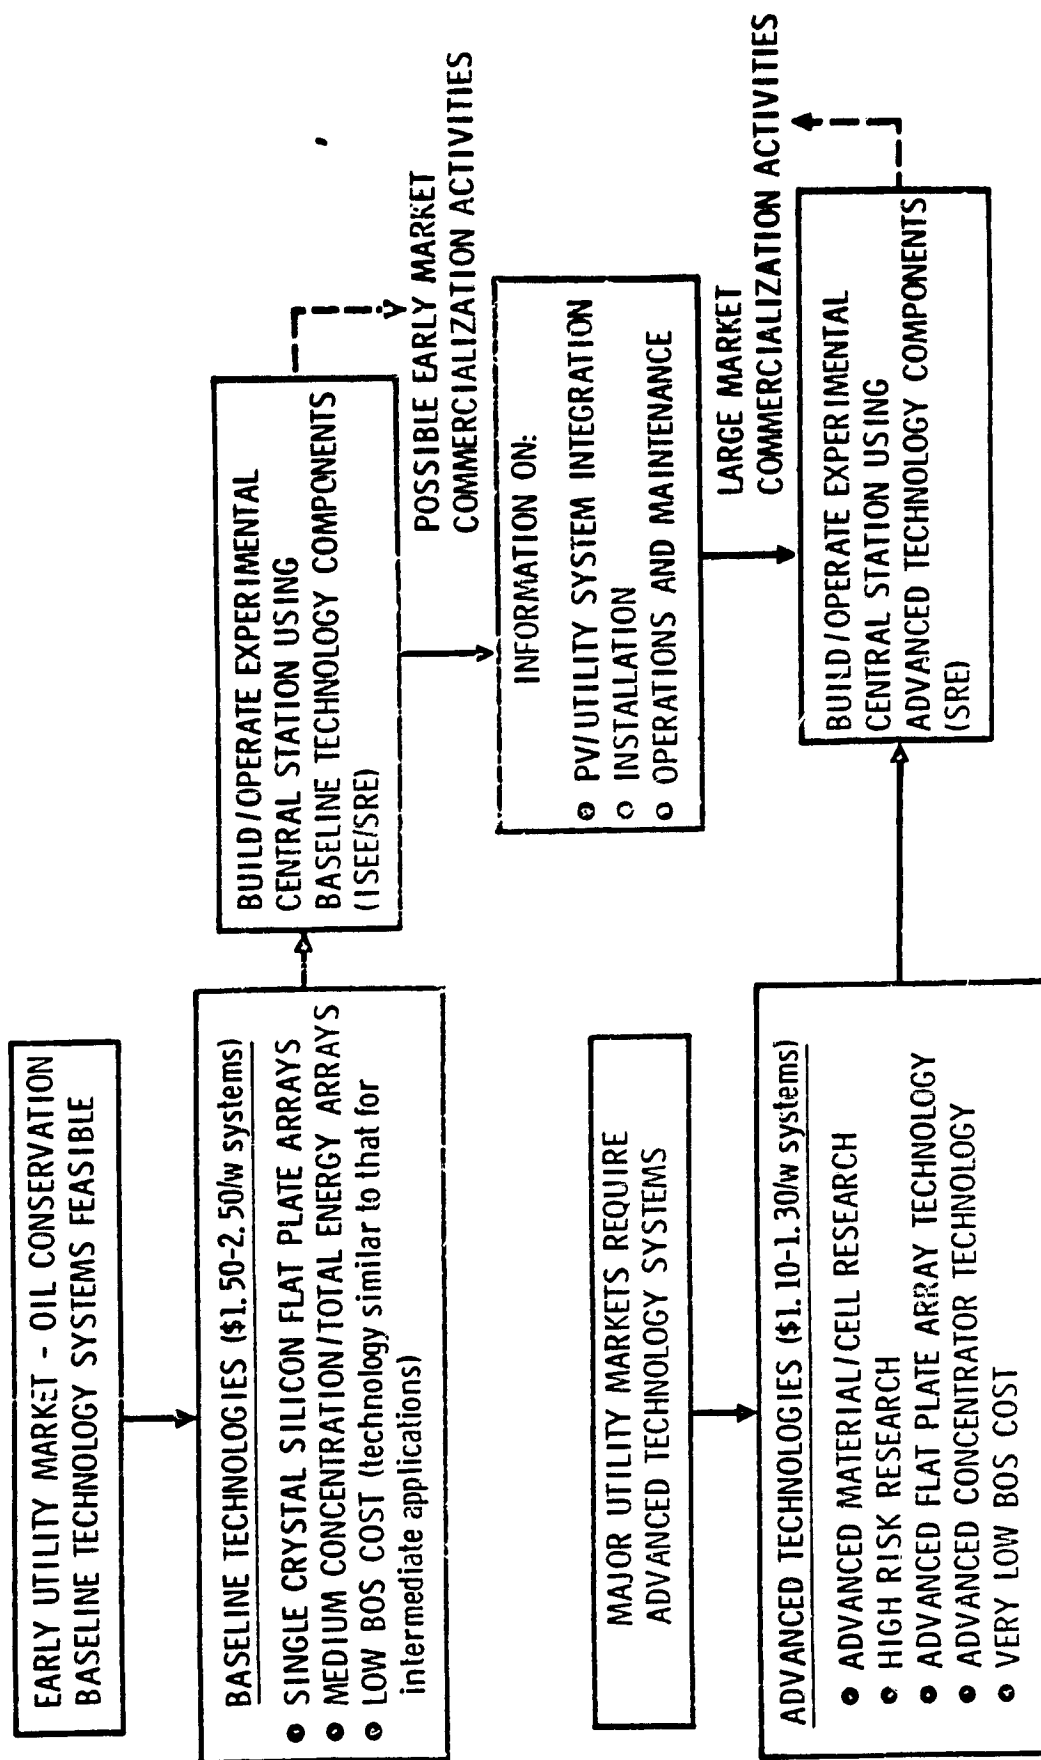 EARLY UTILITY MARKET - OIL CONSERVATION
BASELINE TECHNOLOGY SYSTEMS FEASIBLE
BASELINE TECHNOLOGIES ($1.50-2.50/w systems)
• SINGLE CRYSTAL SILICON FLAT PLATE ARRAYS
• MEDIUM CONCENTRATION/TOTAL ENERGY ARRAYS
• LOW BOS COST (technology similar to that for
intermediate applications)
BUILD/OPERATE EXPERIMENTAL
CENTRAL STATION USING
BASELINE TECHNOLOGY COMPONENTS
(ISEE/SRE)
POSSIBLE EARLY MARKET
COMMERCIALIZATION ACTIVITIES
INFORMATION ON:
• PV/UTILITY SYSTEM INTEGRATION
• INSTALLATION
• OPERATIONS AND MAINTENANCE
MAJOR UTILITY MARKETS REQUIRE
ADVANCED TECHNOLOGY SYSTEMS
ADVANCED TECHNOLOGIES ($1.10-1.30/w systems)
• ADVANCED MATERIAL/CELL RESEARCH
• HIGH RISK RESEARCH
• ADVANCED FLAT PLATE ARRAY TECHNOLOGY
• ADVANCED CONCENTRATOR TECHNOLOGY
• VERY LOW BOS COST
LARGE MARKET
COMMERCIALIZATION ACTIVITIES
BUILD/OPERATE EXPERIMENTAL
CENTRAL STATION USING
ADVANCED TECHNOLOGY COMPONENTS
(SRE)